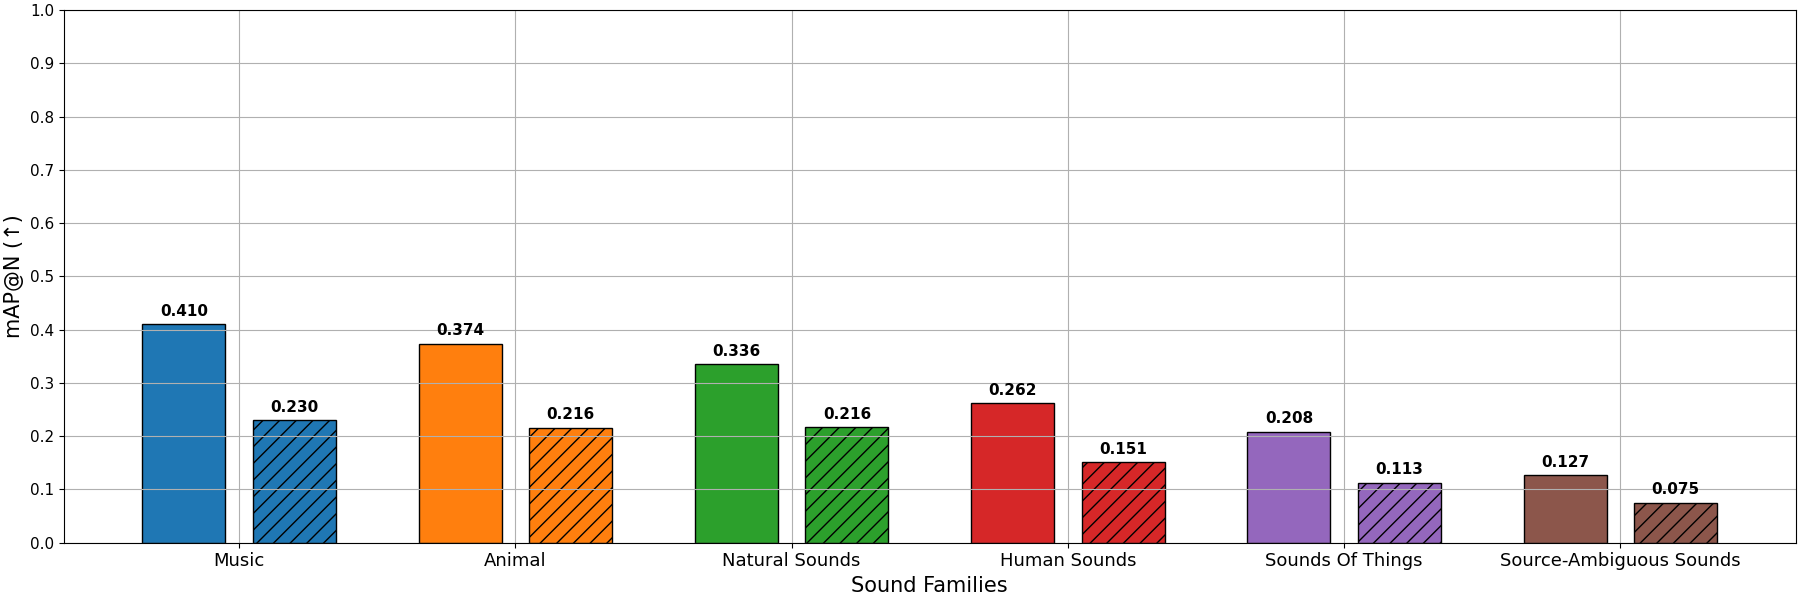 mAP@N (↑)
1.0
0.9
0.8
0.7
0.6
0.5
0.4
0.3
0.2
0.1
0.0
0.410
0.230
0.374
0.216
0.336
0.216
0.262
0.151
0.208
0.113
0.127
0.075
Music
Animal
Natural Sounds
Human Sounds
Sounds Of Things
Source-Ambiguous Sounds
Sound Families